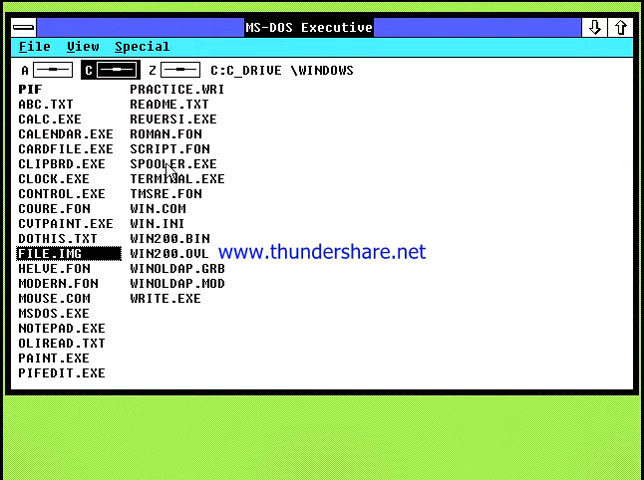 MS-DOS Executive
File View Special
A C Z C:C_DRIVE \WINDOWS
PIF PRACTICE.WRI
ABC.TXT README.TXT
CALC.EXE REVERSI.EXE
CALENDAR.EXE ROMAN.FON
CARDFILE.EXE SCRIPT.FON
CLIPBRD.EXE SPOOLER.EXE
CLOCK.EXE TERMINAL.EXE
CONTROL.EXE TMSRE.FON
COURE.FON WIN.COM
CVTPAINT.EXE WIN.INI
DOTHIS.TXT WIN200.BIN
FILE.IMG WIN200.OVL www.thundershare.net
HELVE.FON WINOLDAP.GRB
MODERN.FON WINOLDAP.MOD
MOUSE.COM WRITE.EXE
MSDOS.EXE
NOTEPAD.EXE
OLIREAD.TXT
PAINT.EXE
PIFEDIT.EXE